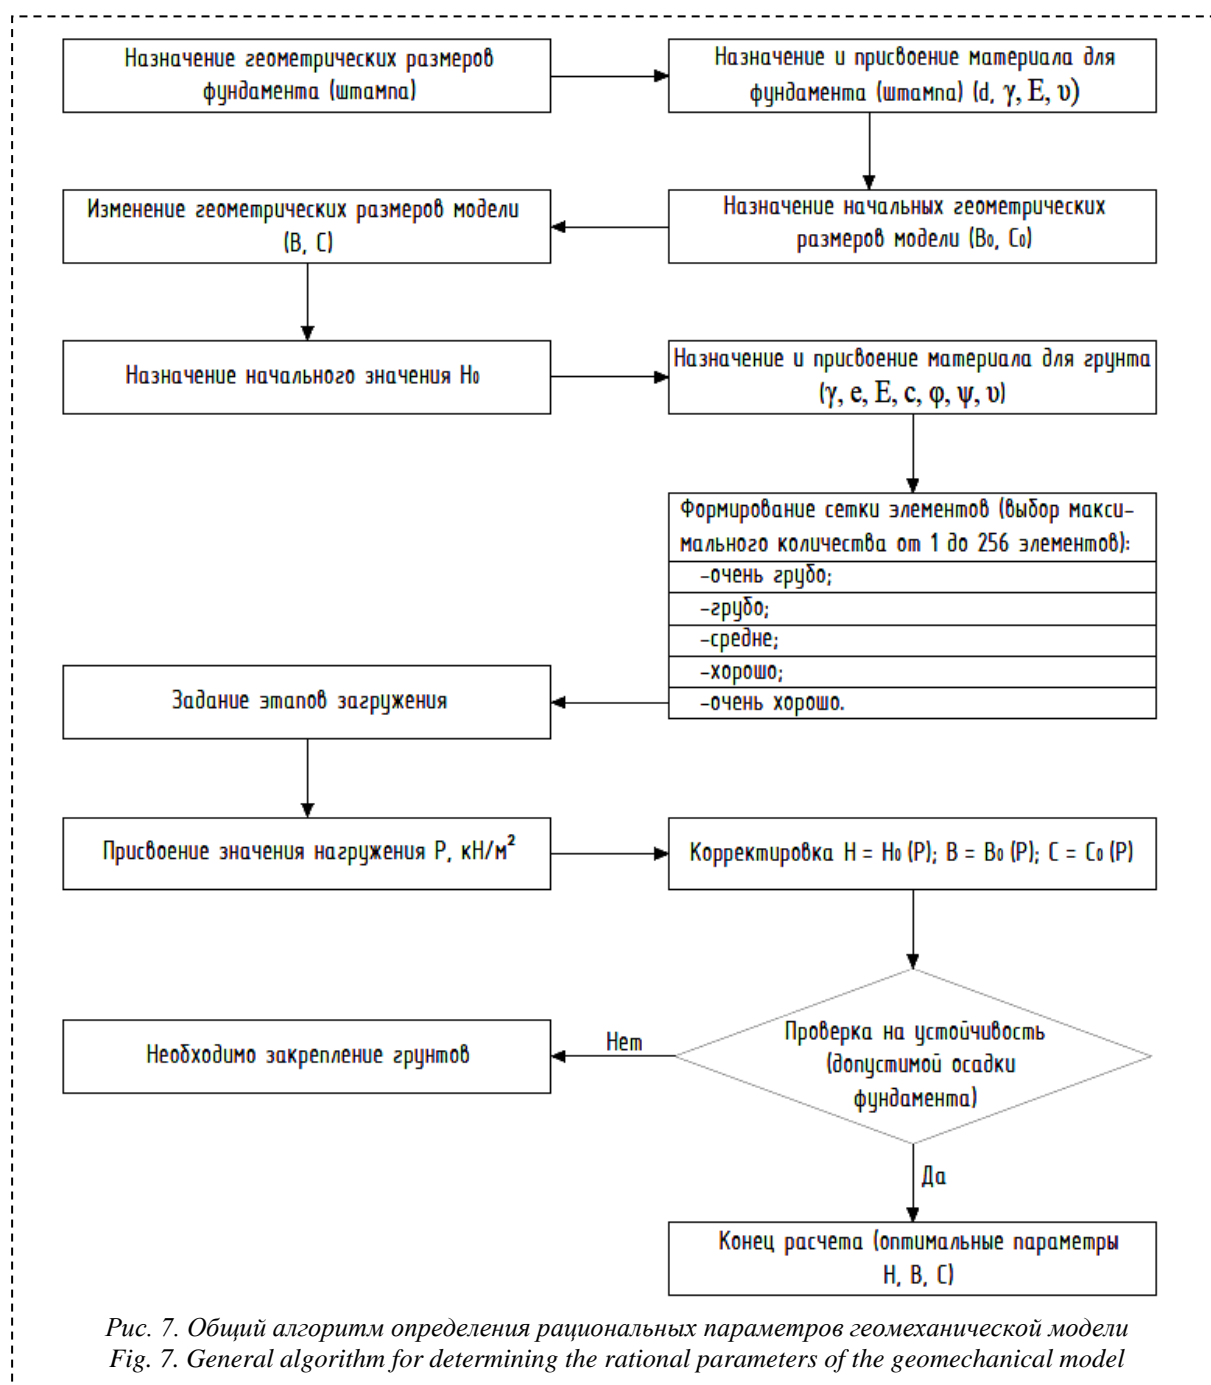 Назначение геометрических размеров
фундамента (штампа)
Назначение и присвоение материала для
фундамента (штампа) (d, γ, E, υ)
Назначение начальных геометрических
размеров модели (B₀, C₀)
Изменение геометрических размеров модели
(B, C)
Назначение начального значения H₀
Назначение и присвоение материала для грунта
(γ, e, E, c, φ, ψ, υ)
Формирование сетки элементов (выбор макси-
мального количества от 1 до 256 элементов):
-очень грубо;
-грубо;
-средне;
-хорошо;
-очень хорошо.
Задание этапов загружения
Присвоение значения нагружения P, кН/м²
Корректировка H = H₀ (P); B = B₀ (P); C = C₀ (P)
Проверка на устойчивость
(допустимой осадки
фундамента)
Нет
Необходимо закрепление грунтов
Да
Конец расчета (оптимальные параметры
H, B, C)
Рис. 7. Общий алгоритм определения рациональных параметров геомеханической модели
Fig. 7. General algorithm for determining the rational parameters of the geomechanical model